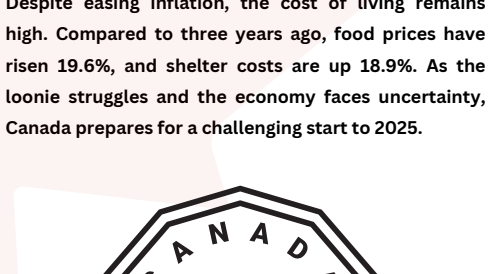 Despite easing inflation, the cost of living remains
high. Compared to three years ago, food prices have
risen 19.6%, and shelter costs are up 18.9%. As the
loonie struggles and the economy faces uncertainty,
Canada prepares for a challenging start to 2025.
CANAD